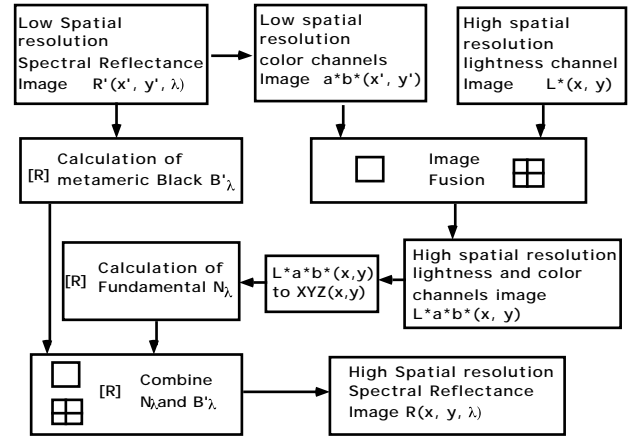 Low Spatial
resolution
Spectral Reflectance
Image R'(x', y', λ)
Low spatial
resolution
color channels
Image a*b*(x', y')
High spatial
resolution
lightness channel
Image L*(x, y)
[R] Calculation of
metameric Black B'λ
Image
Fusion
[R] Calculation of
Fundamental Nλ
L*a*b*(x,y)
to XYZ(x,y)
High spatial resolution
lightness and color
channels image
L*a*b*(x, y)
[R] Combine
Nλand B'λ
High Spatial resolution
Spectral Reflectance
Image R(x, y, λ)